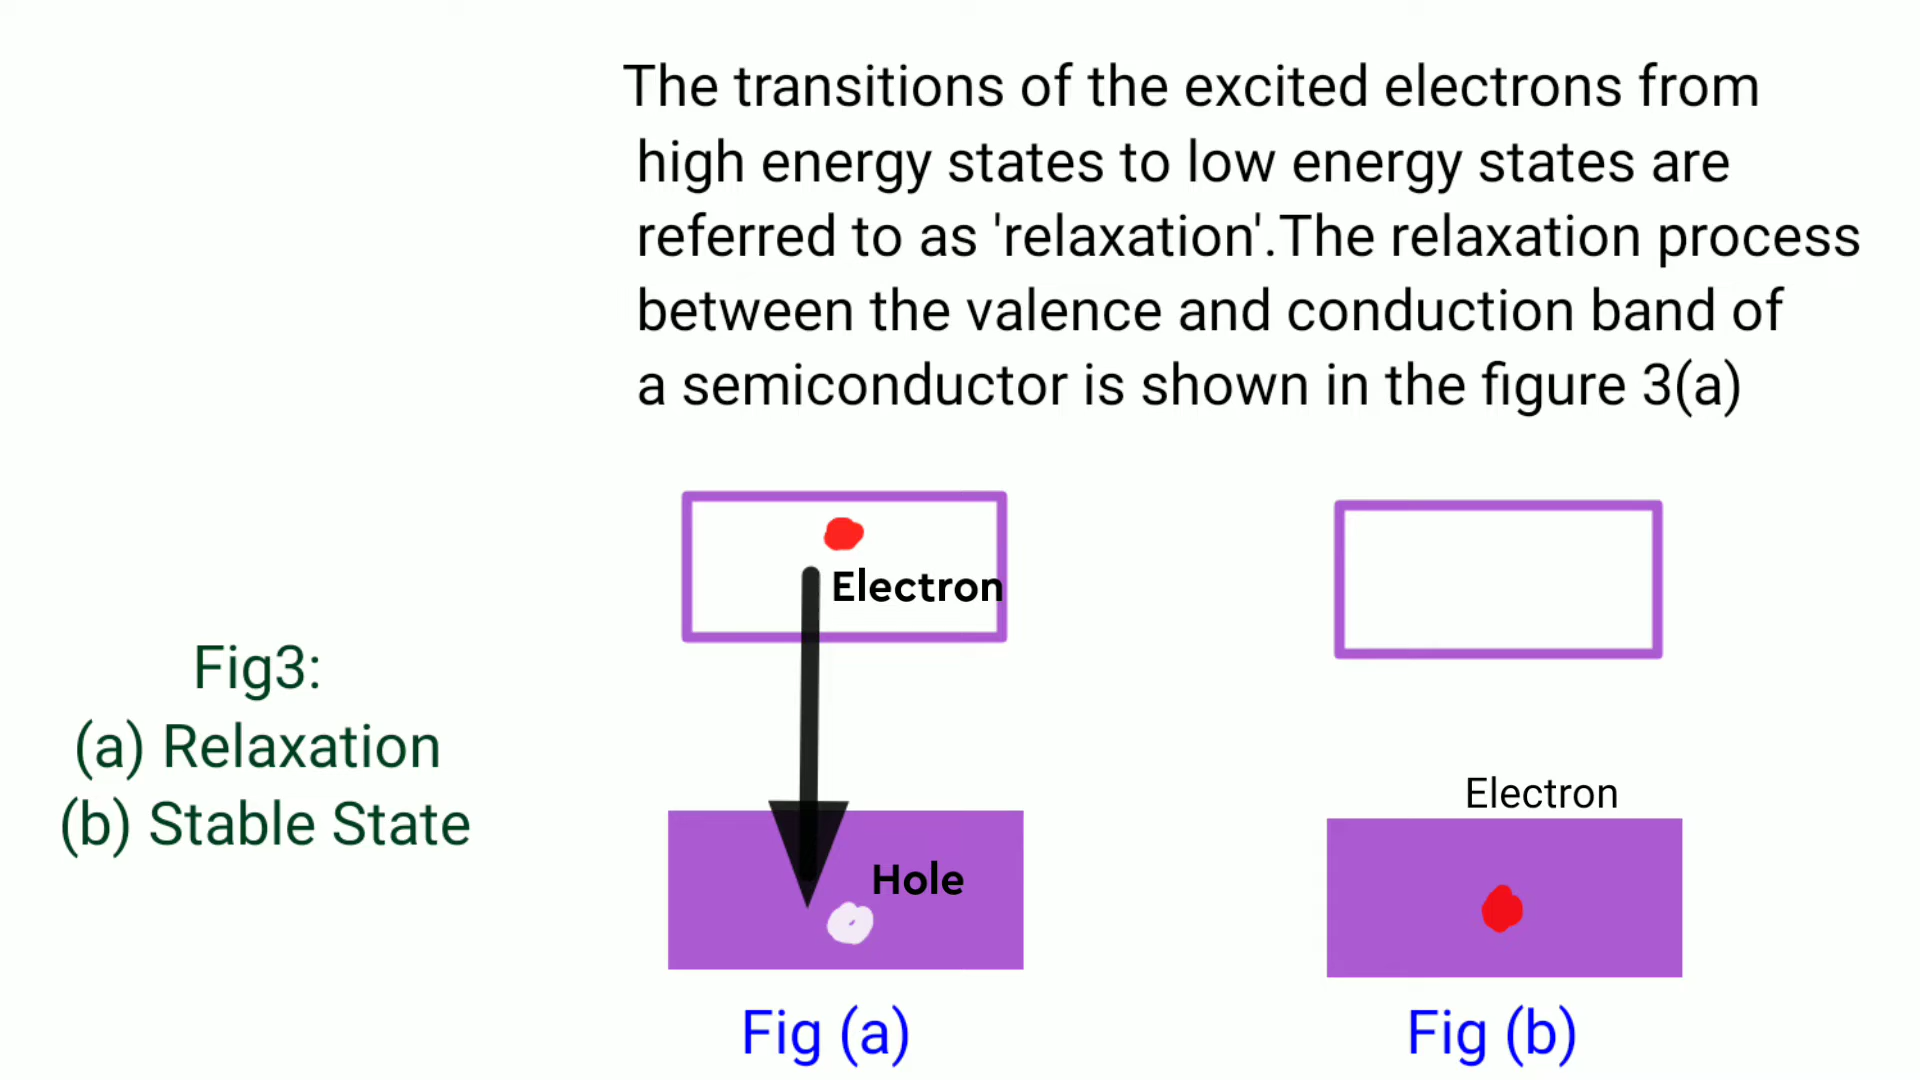 The transitions of the excited electrons from
high energy states to low energy states are
referred to as 'relaxation'.The relaxation process
between the valence and conduction band of
a semiconductor is shown in the figure 3(a)
Electron
Fig3:
(a) Relaxation
(b) Stable State
Electron
Hole
Fig (a)
Fig (b)